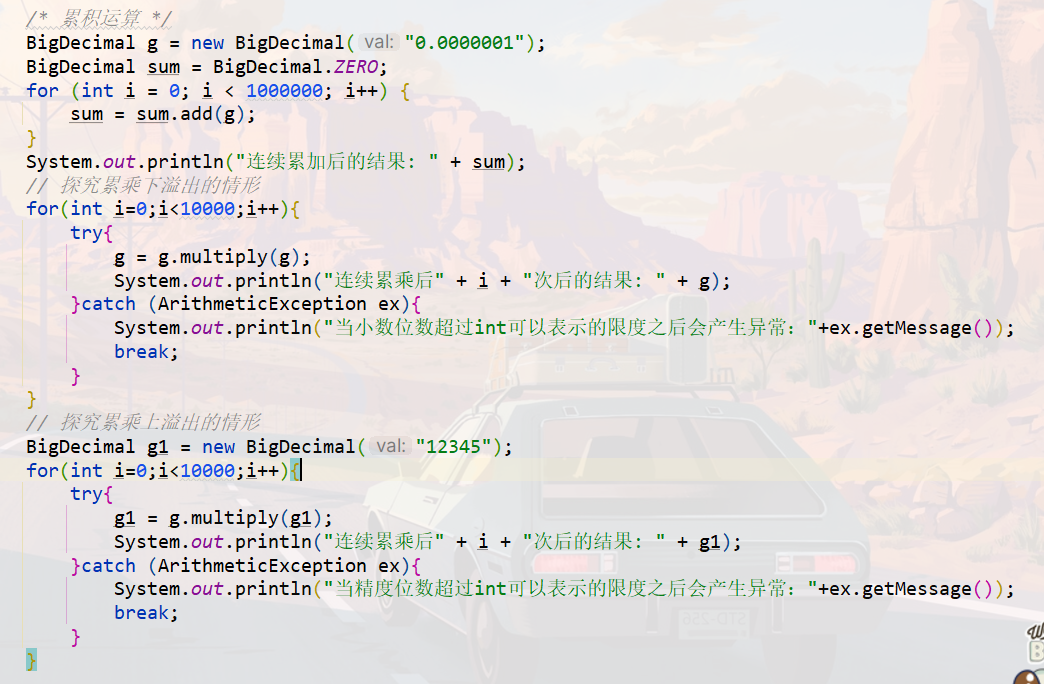 /* 累积运算 */
BigDecimal g = new BigDecimal( val: "0.0000001");
BigDecimal sum = BigDecimal.ZERO;
for (int i = 0; i < 1000000; i++) {
sum = sum.add(g);
}
System.out.println("连续累加后的结果: " + sum);
// 探究累乘下溢出的情形
for(int i=0;i<10000;i++){
try{
g = g.multiply(g);
System.out.println("连续累乘后" + i + "次后的结果: " + g);
}catch (ArithmeticException ex){
System.out.println("当小数位数超过int可以表示的限度之后会产生异常："+ex.getMessage());
break;
}
}
// 探究累乘上溢出的情形
BigDecimal g1 = new BigDecimal( val: "12345");
for(int i=0;i<10000;i++){
try{
g1 = g.multiply(g1);
System.out.println("连续累乘后" + i + "次后的结果: " + g1);
}catch (ArithmeticException ex){
System.out.println("当精度位数超过int可以表示的限度之后会产生异常："+ex.getMessage());
break;
}
}